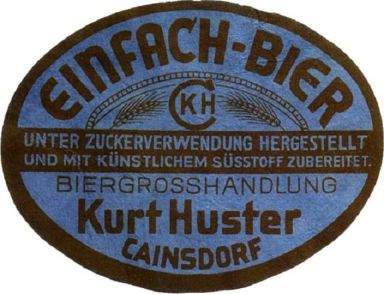 EINFACH-BIER
CKH
UNTER ZUCKERVERWENDUNG HERGESTELLT
UND MIT KÜNSTLICHEM SÜSSTOFF ZUBEREITET.
BIERGROSSHANDLUNG
Kurt Huster
CAINSDORF